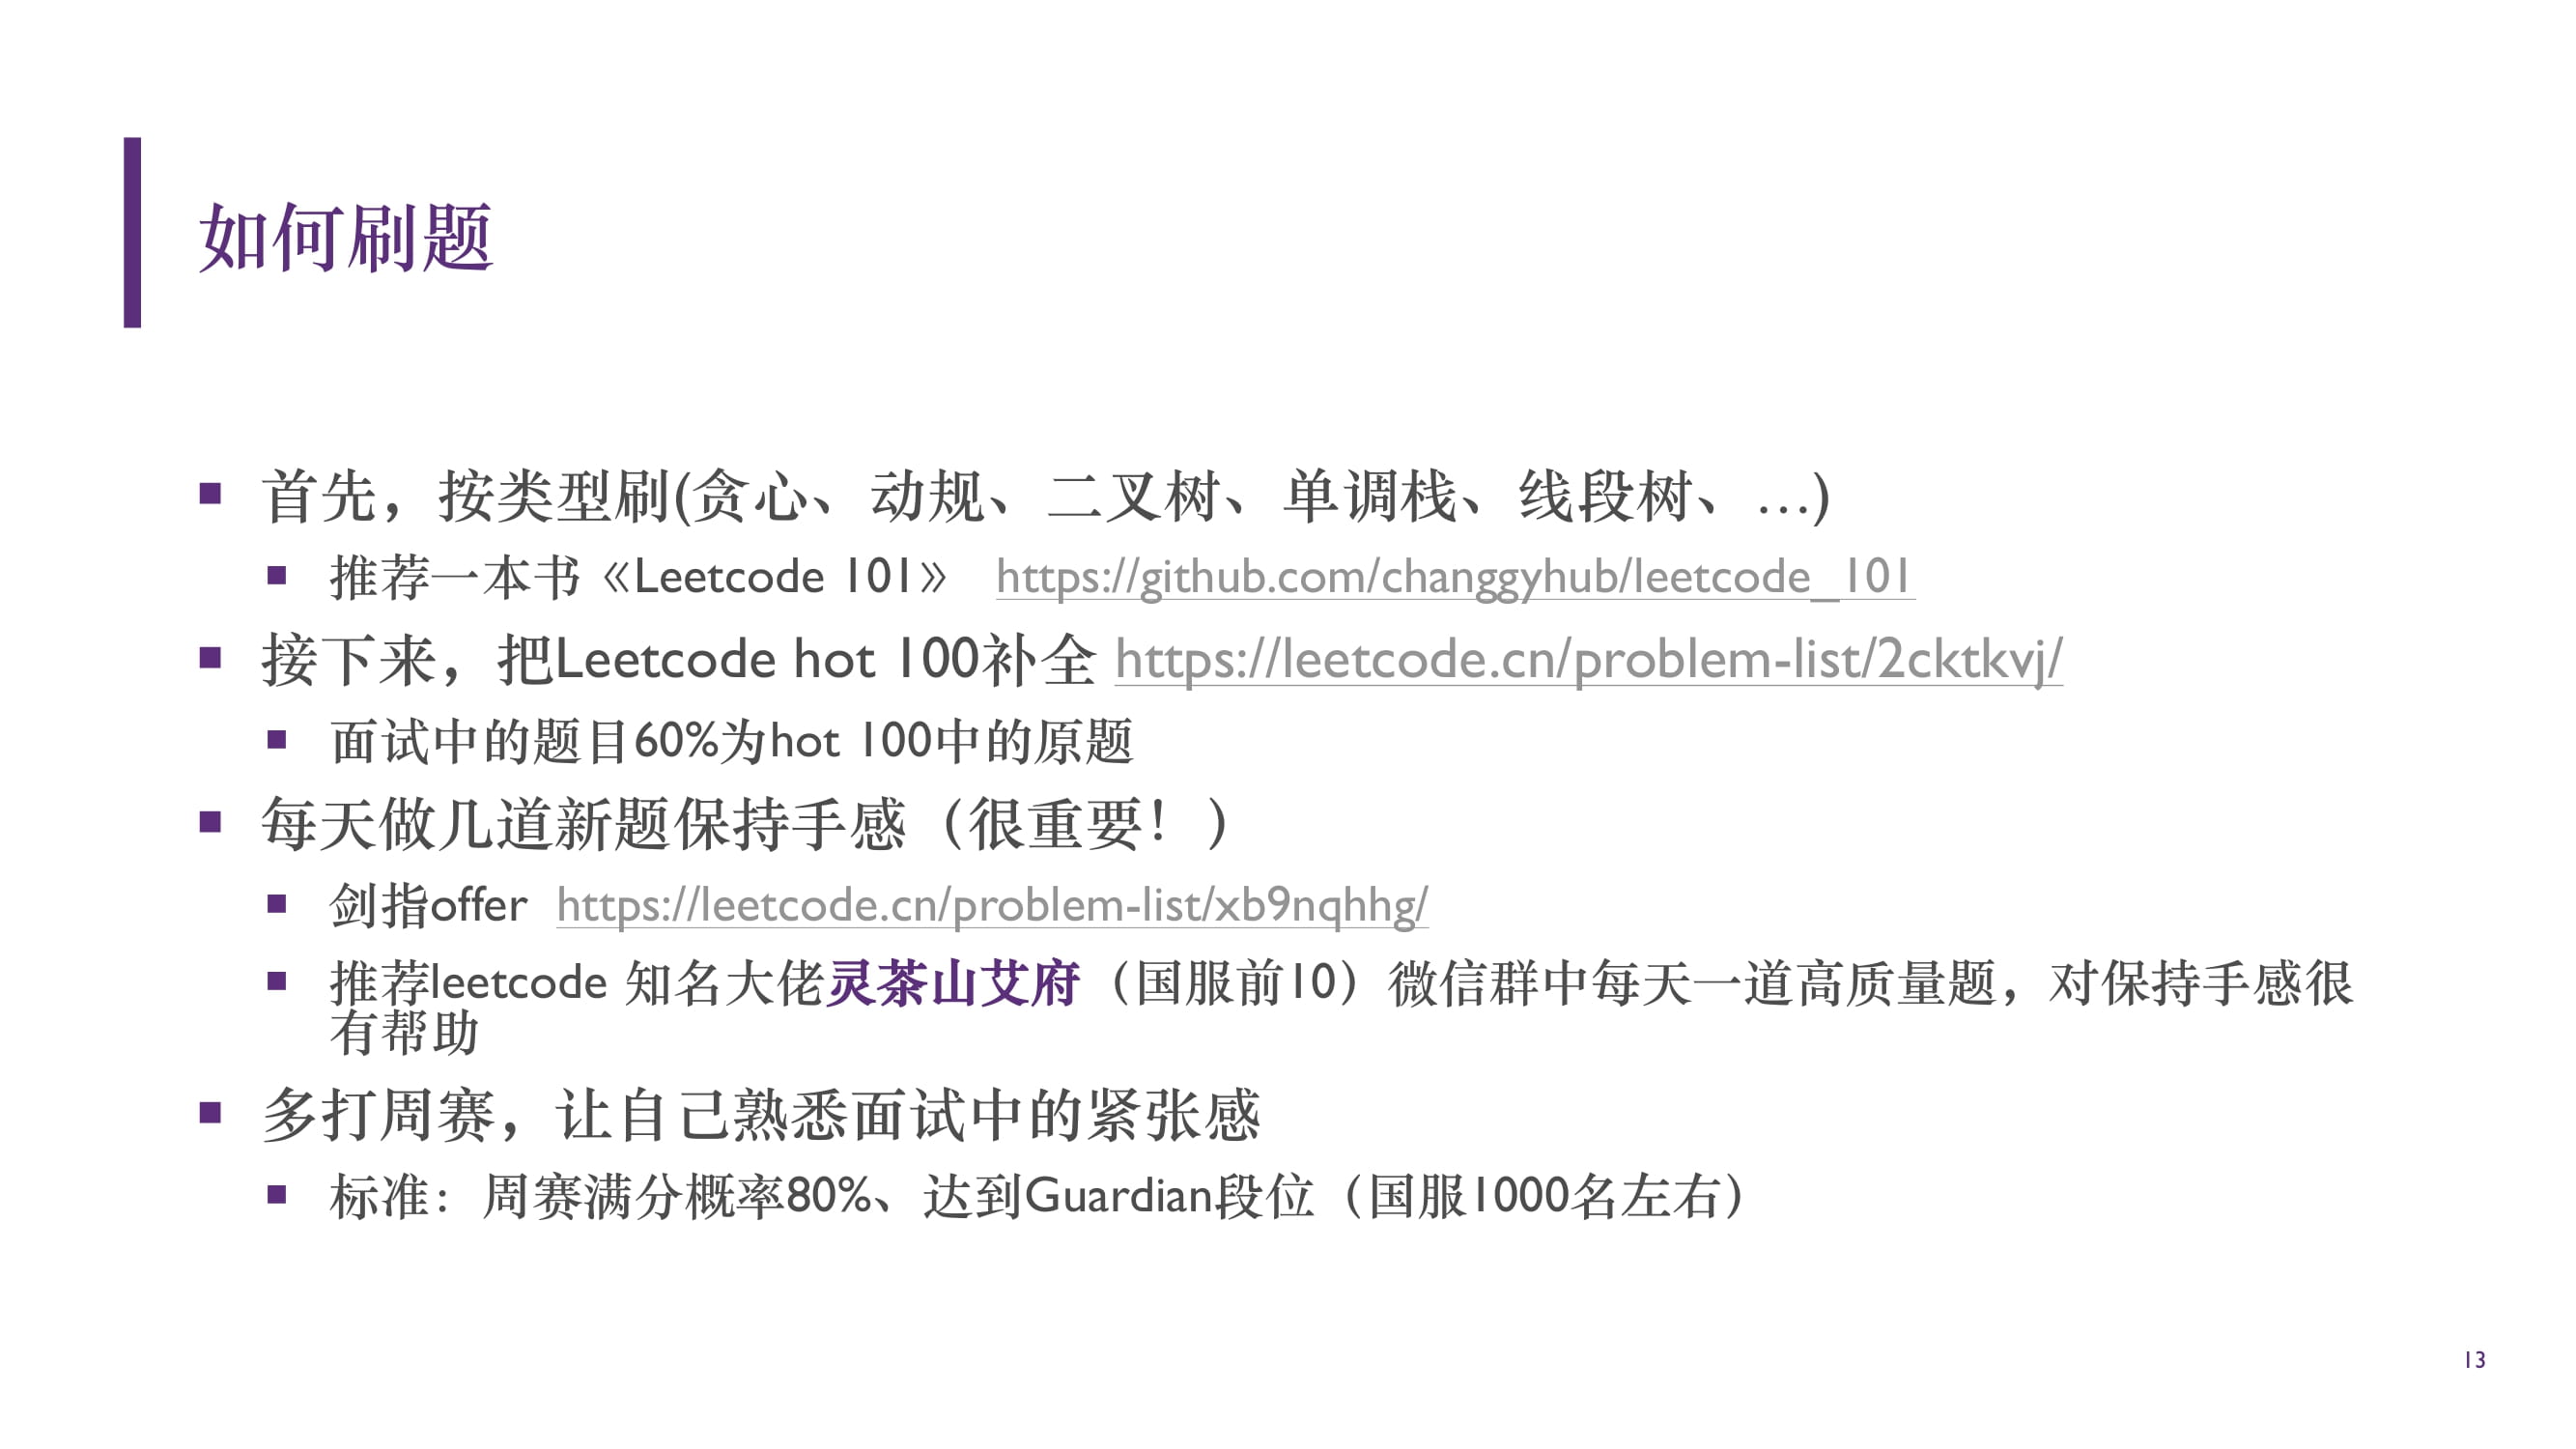 如何刷题
首先，按类型刷(贪心、动规、二叉树、单调栈、线段树、…)
推荐一本书《Leetcode 101》 https://github.com/changgyhub/leetcode_101
接下来，把Leetcode hot 100补全 https://leetcode.cn/problem-list/2cktkvj/
面试中的题目60%为hot 100中的原题
每天做几道新题保持手感（很重要！）
剑指offer https://leetcode.cn/problem-list/xb9nqhhg/
推荐leetcode 知名大佬灵茶山艾府（国服前10）微信群中每天一道高质量题，对保持手感很
有帮助
多打周赛，让自己熟悉面试中的紧张感
标准：周赛满分概率80%、达到Guardian段位（国服1000名左右）
13